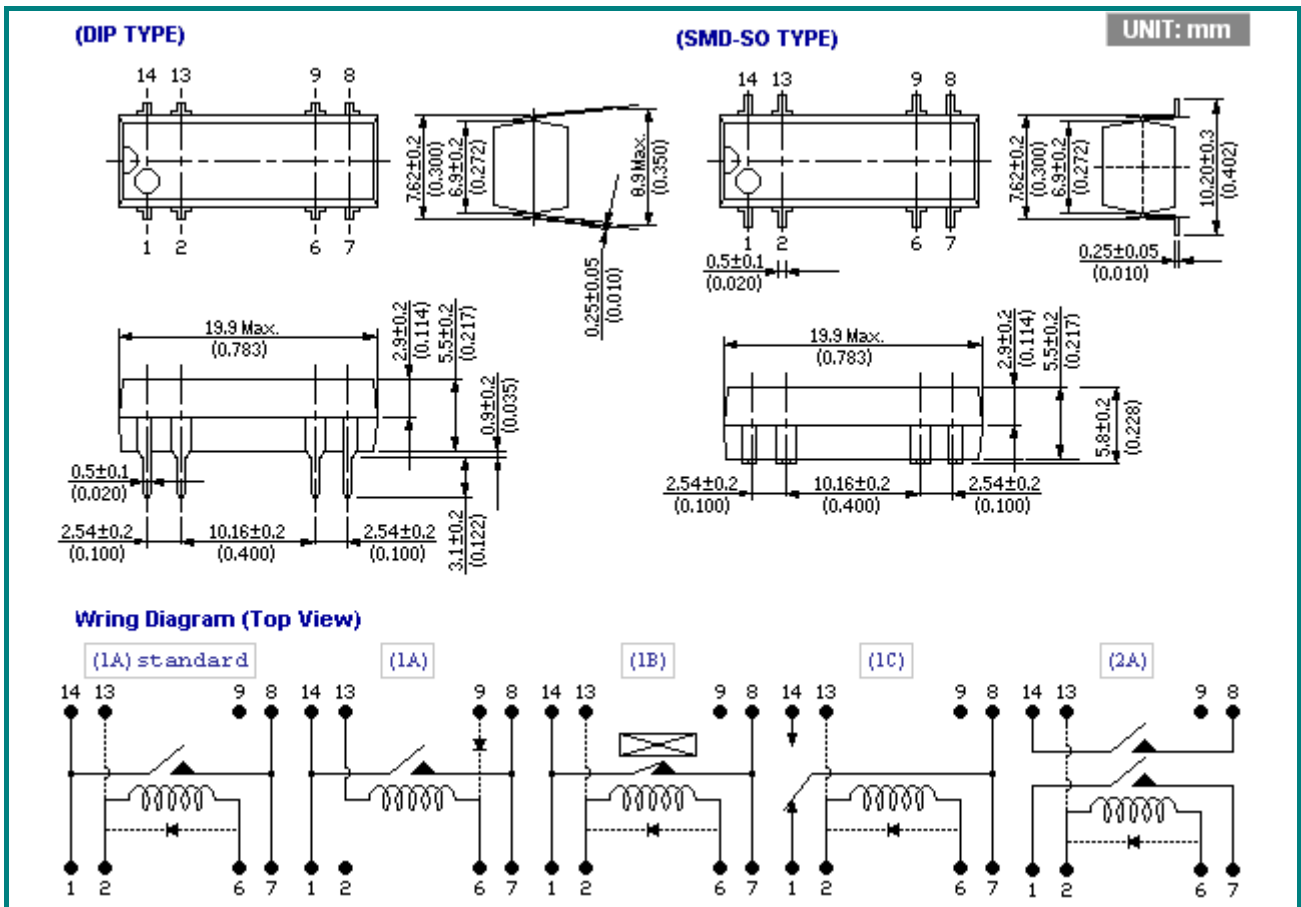 (DIP TYPE)
(SMD-SO TYPE)
UNIT: mm
14 13 9 8
1 2 6 7
7.62±0.2
(0.300)
6.9±0.2
(0.272)
8.9 Max.
(0.350)
0.25±0.05
(0.010)
14 13 9 8
1 2 6 7
0.5±0.1
(0.020)
7.62±0.2
(0.300)
6.9±0.2
(0.272)
10.20±0.3
(0.402)
0.25±0.05
(0.010)
19.9 Max.
(0.783)
2.9±0.2
(0.114)
5.5±0.2
(0.217)
0.9±0.2
(0.035)
0.5±0.1
(0.020)
2.54±0.2
(0.100)
10.16±0.2
(0.400)
2.54±0.2
(0.100)
3.1±0.2
(0.122)
19.9 Max.
(0.783)
2.9±0.2
(0.114)
5.5±0.2
(0.217)
5.8±0.2
(0.228)
2.54±0.2
(0.100)
10.16±0.2
(0.400)
2.54±0.2
(0.100)
Wring Diagram (Top View)
(1A) standard
14 13 9 8
1 2 6 7
(1A)
14 13 9 8
1 2 6 7
(1B)
14 13 9 8
1 2 6 7
(1C)
14 13 9 8
1 2 6 7
(2A)
14 13 9 8
1 2 6 7